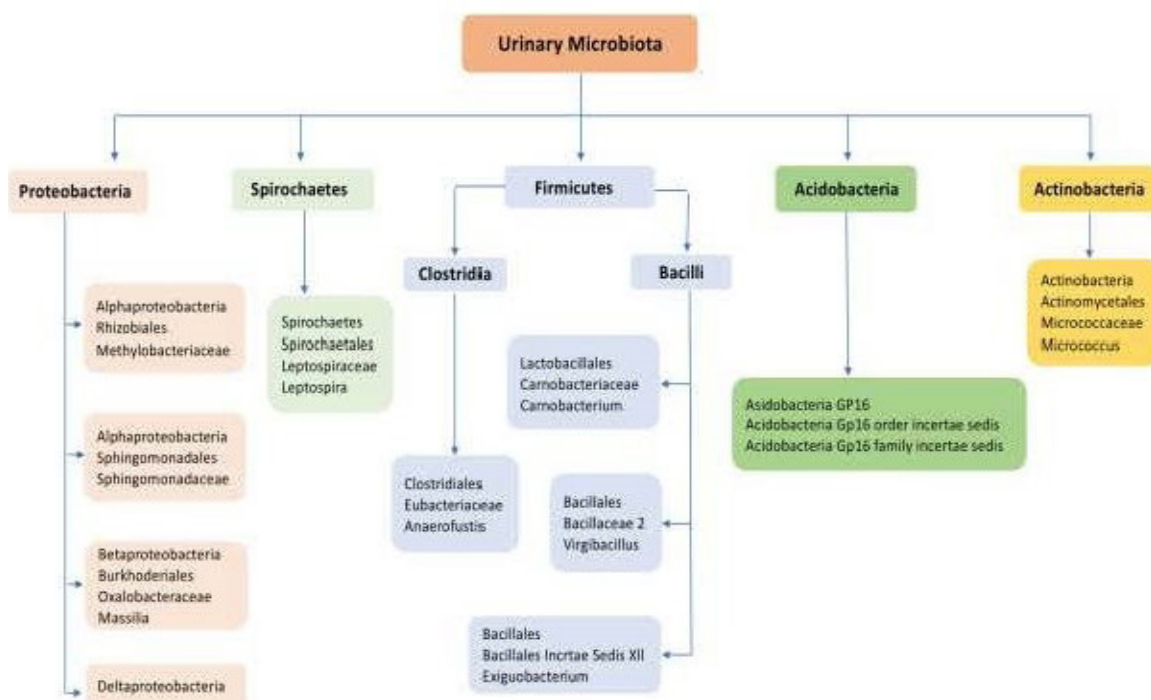 Urinary Microbiota
Proteobacteria
Spirochaetes
Firmicutes
Acidobacteria
Actinobacteria
Clostridiia
Bacilli
Alphaproteobacteria
Rhizobiales
Methylobacteriaceae
Alphaproteobacteria
Sphingomonadales
Sphingomonadaceae
Betaproteobacteria
Burkhoderiales
Oxalobacteraceae
Massilia
Deltaproteobacteria
Spirochaetes
Spirochaetales
Leptospiraceae
Leptospira
Clostridiales
Eubacteriaceae
Anaerofustis
Lactobacillales
Carnobacteriaceae
Carnobacterium
Bacillales
Bacillaceae 2
Virgibacillus
Bacillales
Bacillales Incrtae Sedis XII
Exiguobacterium
Asidobacteria GP16
Acidobacteria Gp16 order incertae sedis
Acidobacteria Gp16 family incertae sedis
Actinobacteria
Actinomycetales
Micrococcaceae
Micrococcus